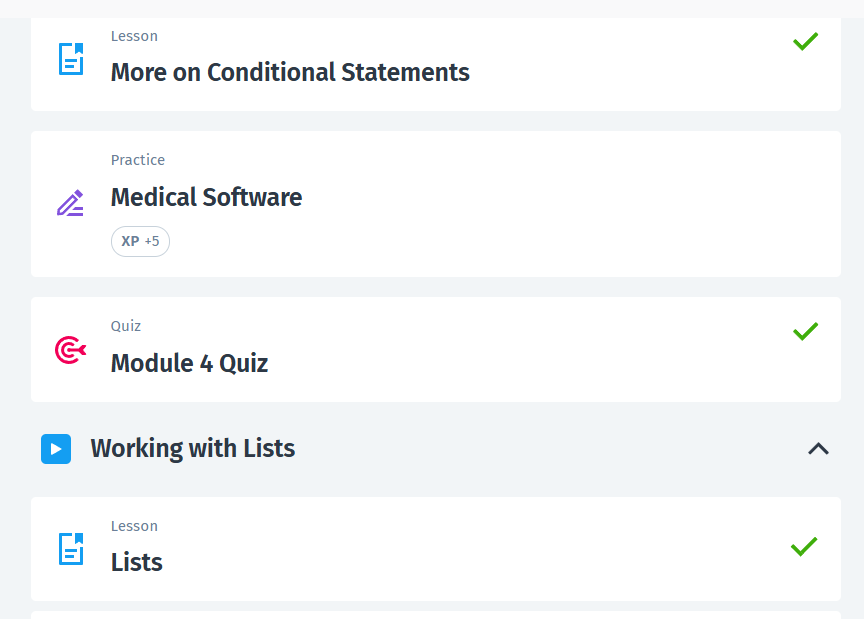 Lesson
More on Conditional Statements
Practice
Medical Software
XP +5
Quiz
Module 4 Quiz
Working with Lists
Lesson
Lists